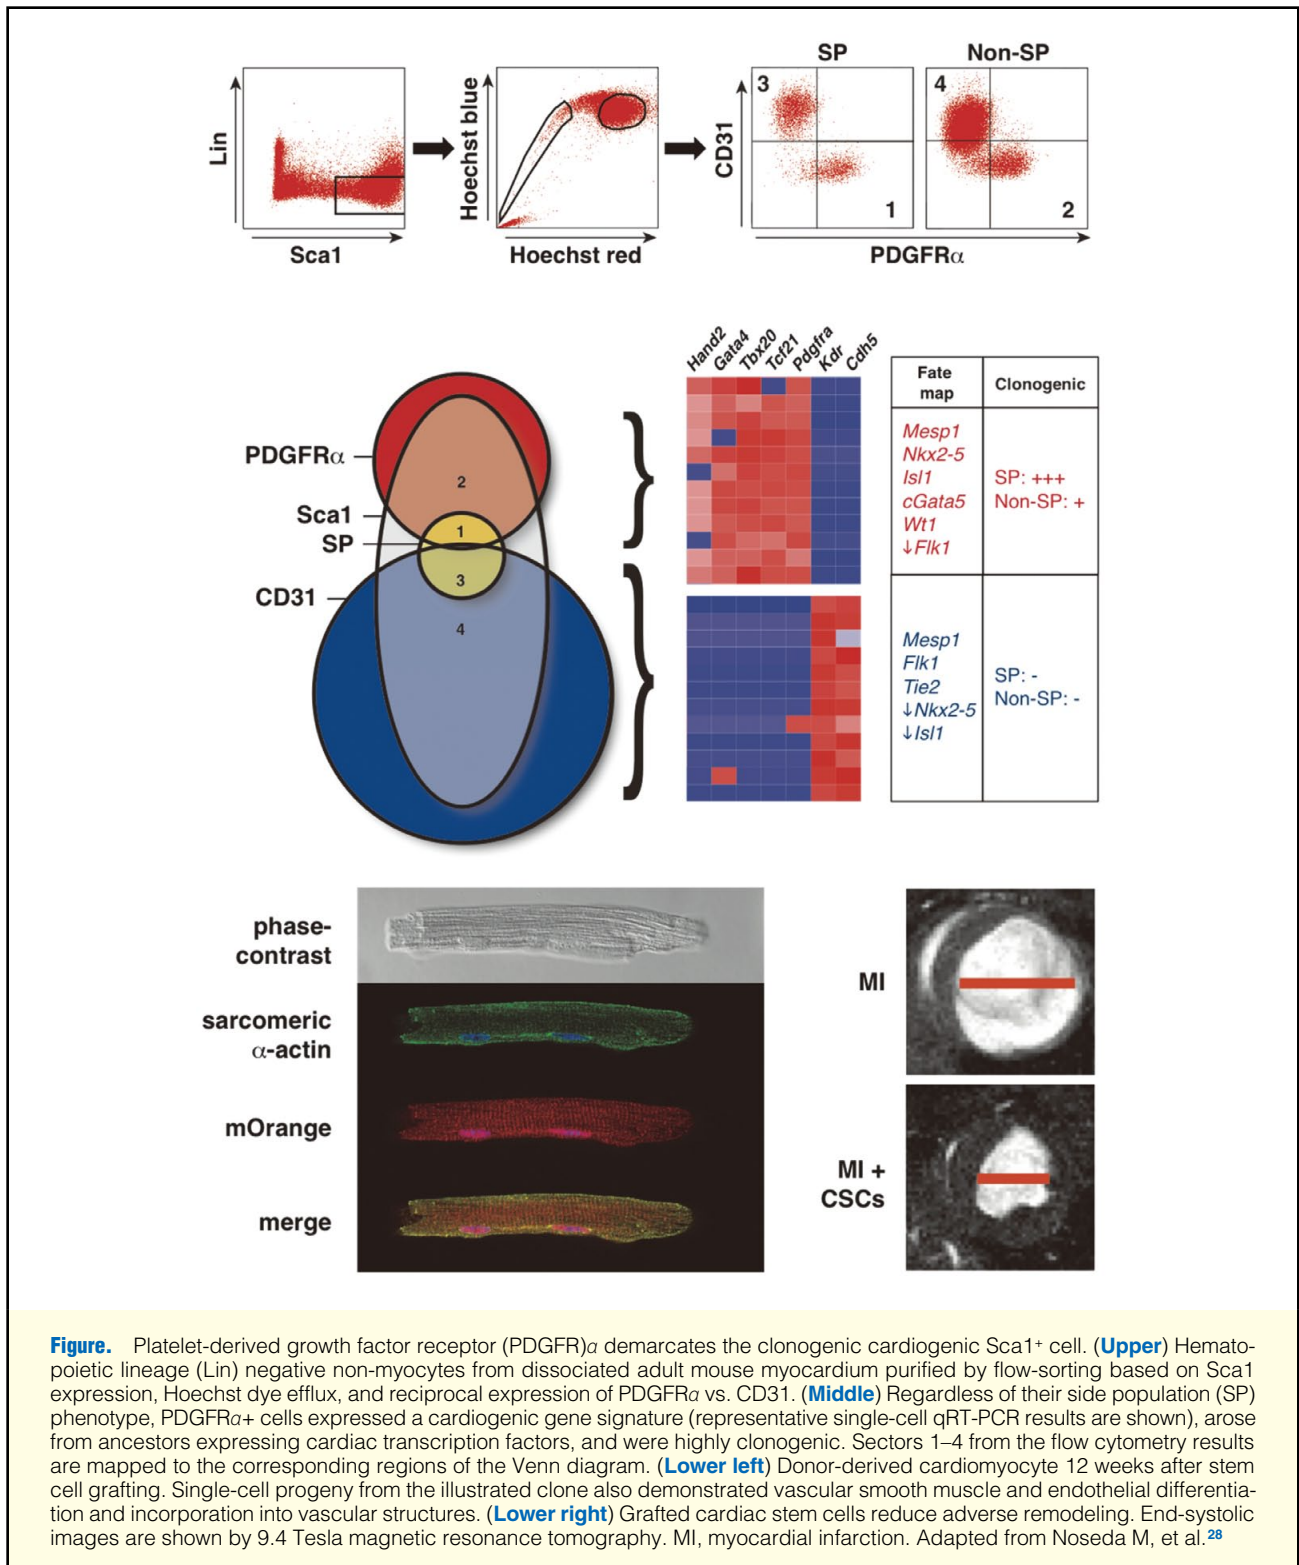 SP
Non-SP
Lin
Sca1
Hoechst blue
Hoechst red
CD31
3
1
4
2
PDGFRα
PDGFRα
Sca1
SP
CD31
2
1
3
4
Hand2
Gata4
Tbx20
Tcf21
Pdgfra
Kdr
Cdh5
Fate
map
Clonogenic
Mesp1
Nkx2-5
Isl1
cGata5
Wt1
↓Flk1
SP: +++
Non-SP: +
Mesp1
Flk1
Tie2
↓Nkx2-5
↓Isl1
SP: -
Non-SP: -
phase-
contrast
sarcomeric
α-actin
mOrange
merge
MI
MI +
CSCs
Figure. Platelet-derived growth factor receptor (PDGFR)α demarcates the clonogenic cardiogenic Sca1⁺ cell. (Upper) Hemato-
poietic lineage (Lin) negative non-myocytes from dissociated adult mouse myocardium purified by flow-sorting based on Sca1
expression, Hoechst dye efflux, and reciprocal expression of PDGFRα vs. CD31. (Middle) Regardless of their side population (SP)
phenotype, PDGFRα+ cells expressed a cardiogenic gene signature (representative single-cell qRT-PCR results are shown), arose
from ancestors expressing cardiac transcription factors, and were highly clonogenic. Sectors 1–4 from the flow cytometry results
are mapped to the corresponding regions of the Venn diagram. (Lower left) Donor-derived cardiomyocyte 12 weeks after stem
cell grafting. Single-cell progeny from the illustrated clone also demonstrated vascular smooth muscle and endothelial differentia-
tion and incorporation into vascular structures. (Lower right) Grafted cardiac stem cells reduce adverse remodeling. End-systolic
images are shown by 9.4 Tesla magnetic resonance tomography. MI, myocardial infarction. Adapted from Noseda M, et al.²⁸